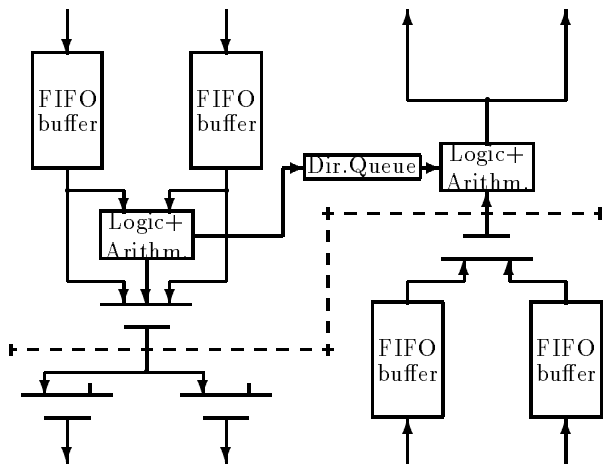 FIFO
buffer
FIFO
buffer
Logic+
Arithm.
Dir.Queue
Logic+
Arithm.
FIFO
buffer
FIFO
buffer